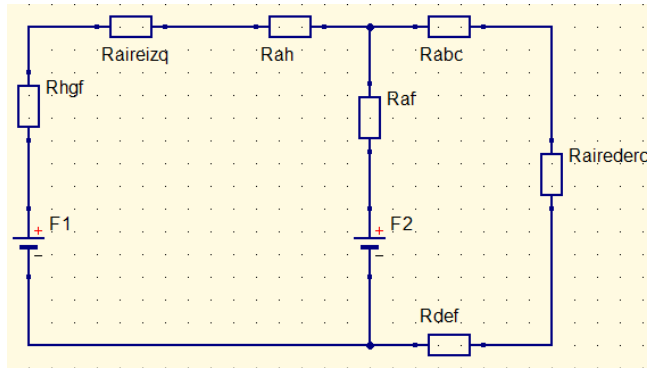 Raireizq
Rah
Rabc
Rhgf
Raf
Rairederc
+
F1
−
+
F2
−
Rdef